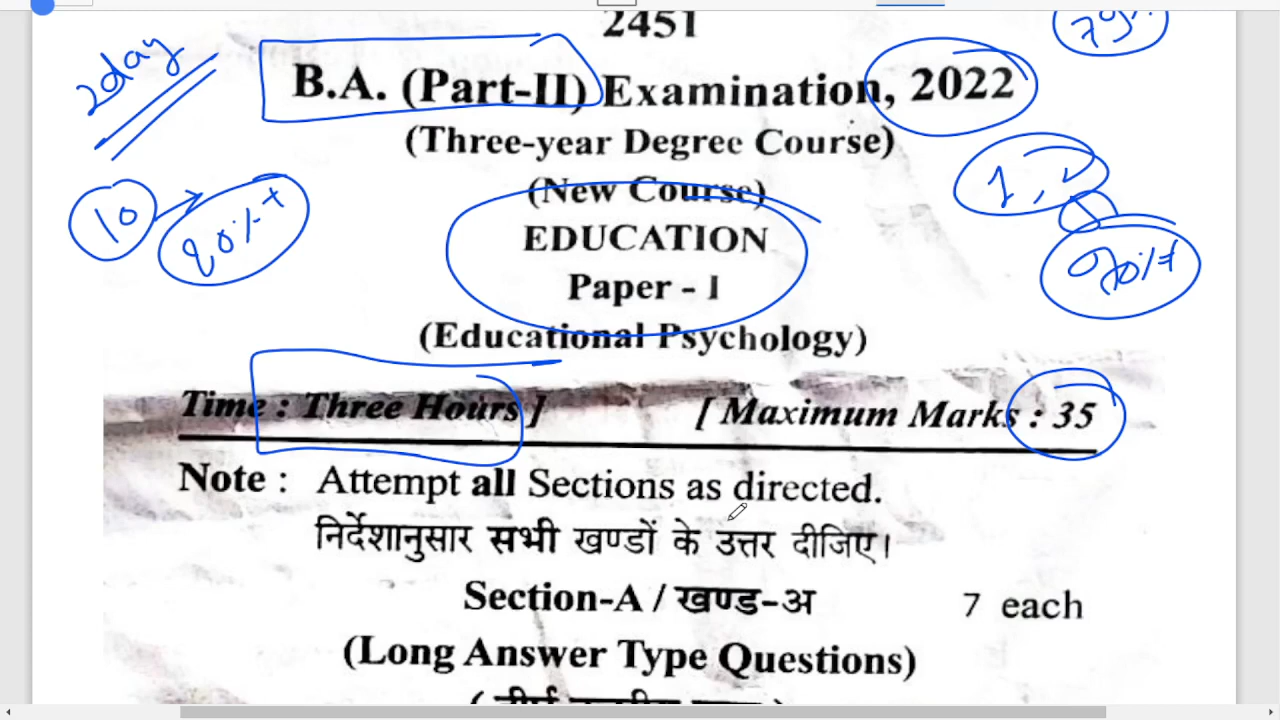 2451
2day
B.A. (Part-II) Examination, 2022
(Three-year Degree Course)
(New Course)
1,
10
EDUCATION
Paper - I
(Educational Psychology)
Time : Three Hours ] [ Maximum Marks : 35
Note : Attempt all Sections as directed.
निर्देशानुसार सभी खण्डों के उत्तर दीजिए।
Section-A / खण्ड-अ 7 each
(Long Answer Type Questions)